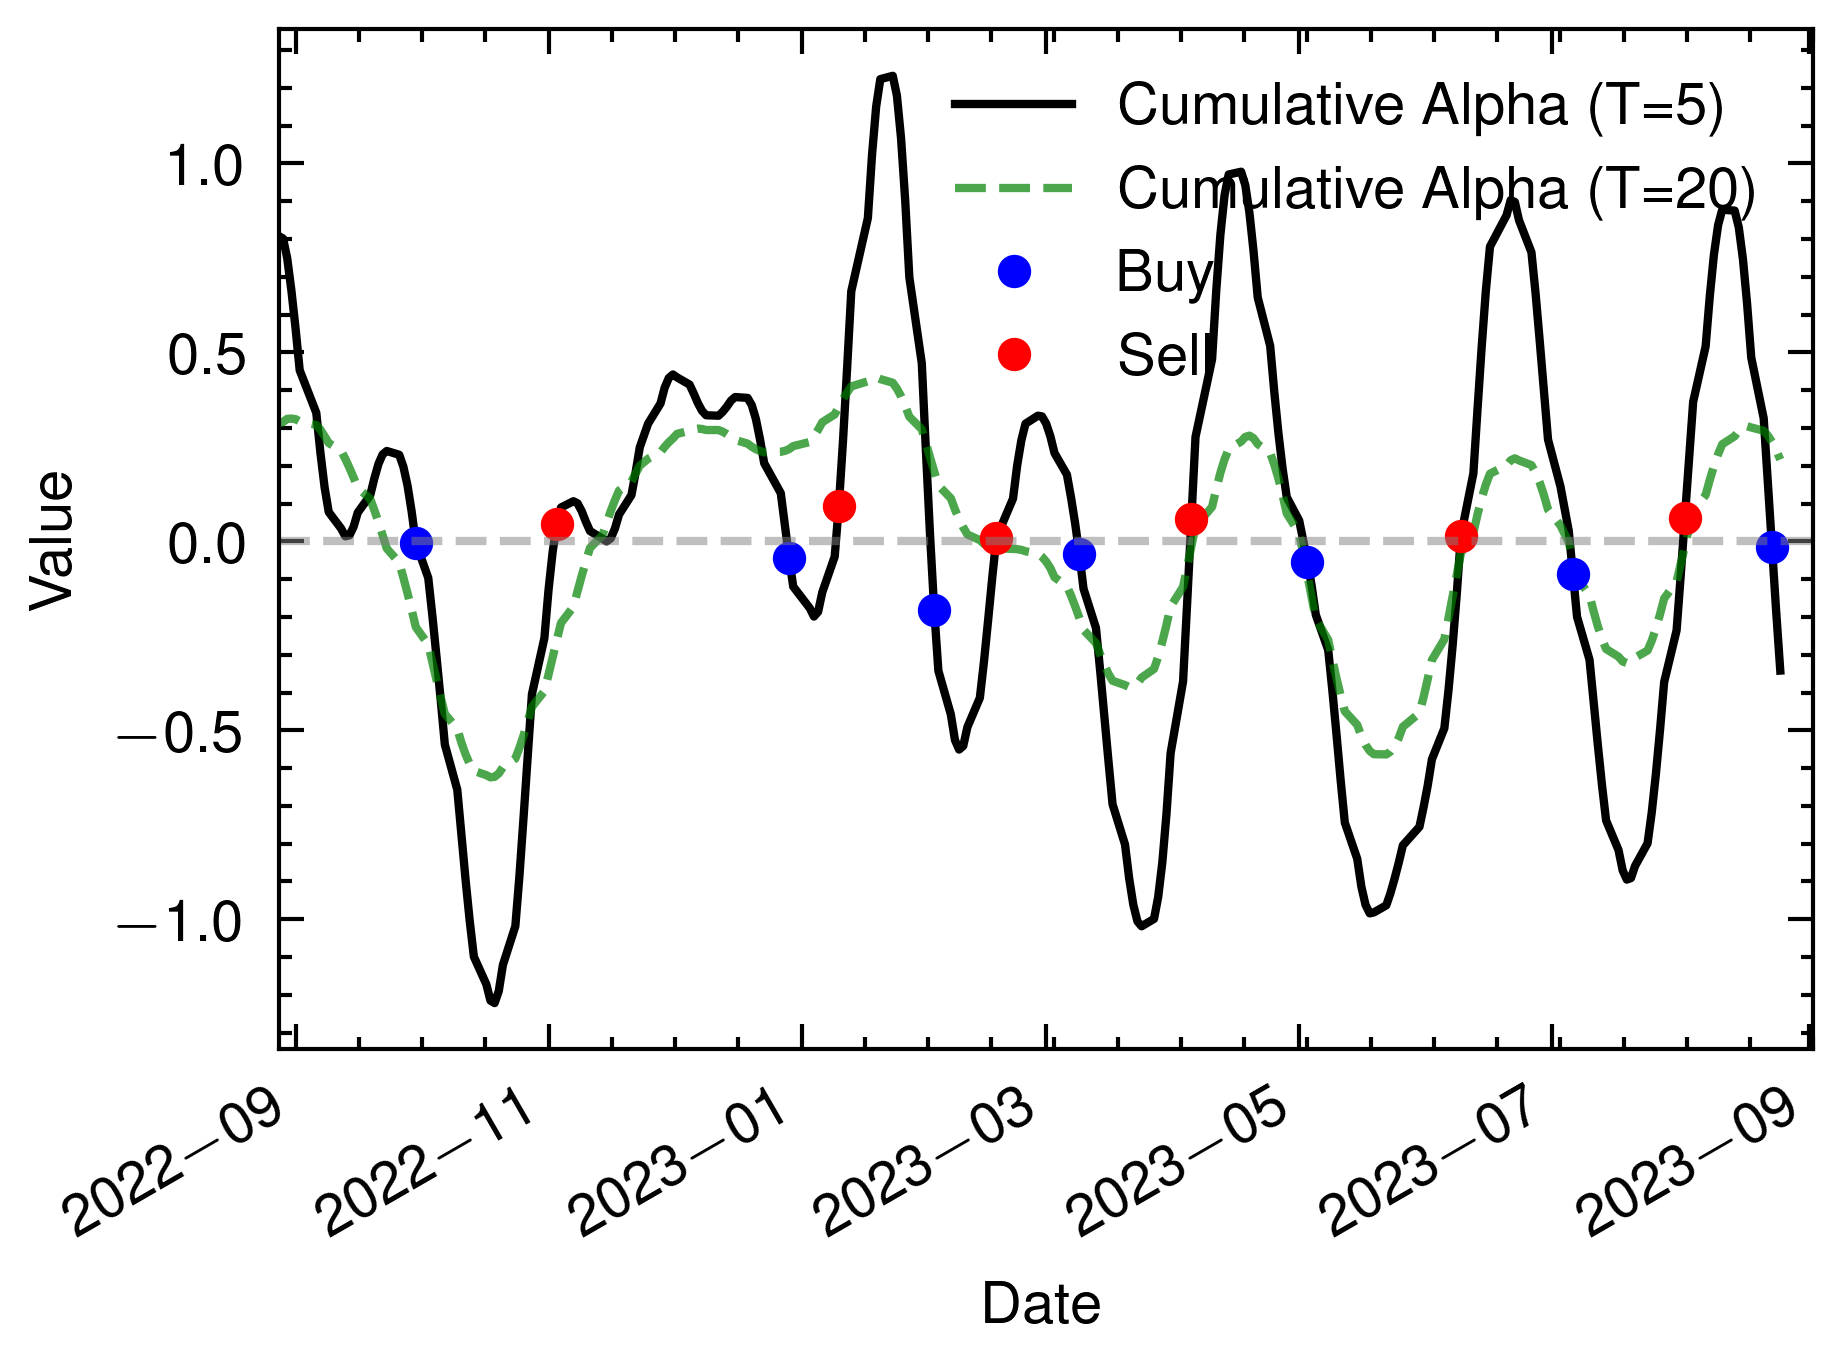 Cumulative Alpha (T=5)
Cumulative Alpha (T=20)
Buy
Sell
1.0
0.5
0.0
−0.5
−1.0
Value
2022−09
2022−11
2023−01
2023−03
2023−05
2023−07
2023−09
Date